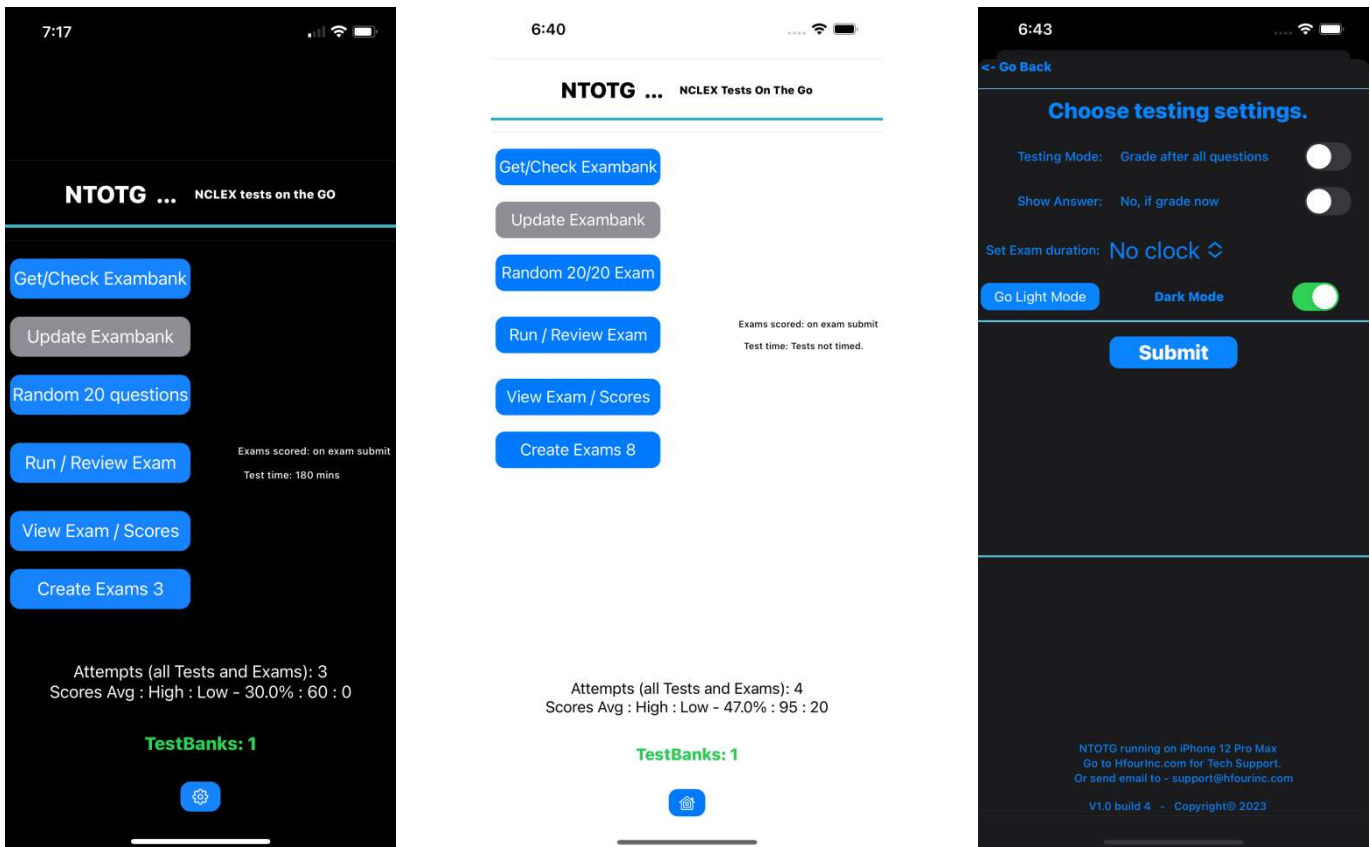 7:17
NTOTG ... NCLEX tests on the GO
Get/Check Exambank
Update Exambank
Random 20 questions
Run / Review Exam
Exams scored: on exam submit
Test time: 180 mins
View Exam / Scores
Create Exams 3
Attempts (all Tests and Exams): 3
Scores Avg : High : Low - 30.0% : 60 : 0
TestBanks: 1
6:40
NTOTG ... NCLEX Tests On The Go
Get/Check Exambank
Update Exambank
Random 20/20 Exam
Run / Review Exam
Exams scored: on exam submit
Test time: Tests not timed.
View Exam / Scores
Create Exams 8
Attempts (all Tests and Exams): 4
Scores Avg : High : Low - 47.0% : 95 : 20
TestBanks: 1
6:43
<- Go Back
Choose testing settings.
Testing Mode: Grade after all questions
Show Answer: No, if grade now
Set Exam duration: No clock
Go Light Mode Dark Mode
Submit
NTOTG running on iPhone 12 Pro Max
Go to HfourInc.com for Tech Support.
Or send email to - support@hfourinc.com
V1.0 build 4 - Copyright© 2023